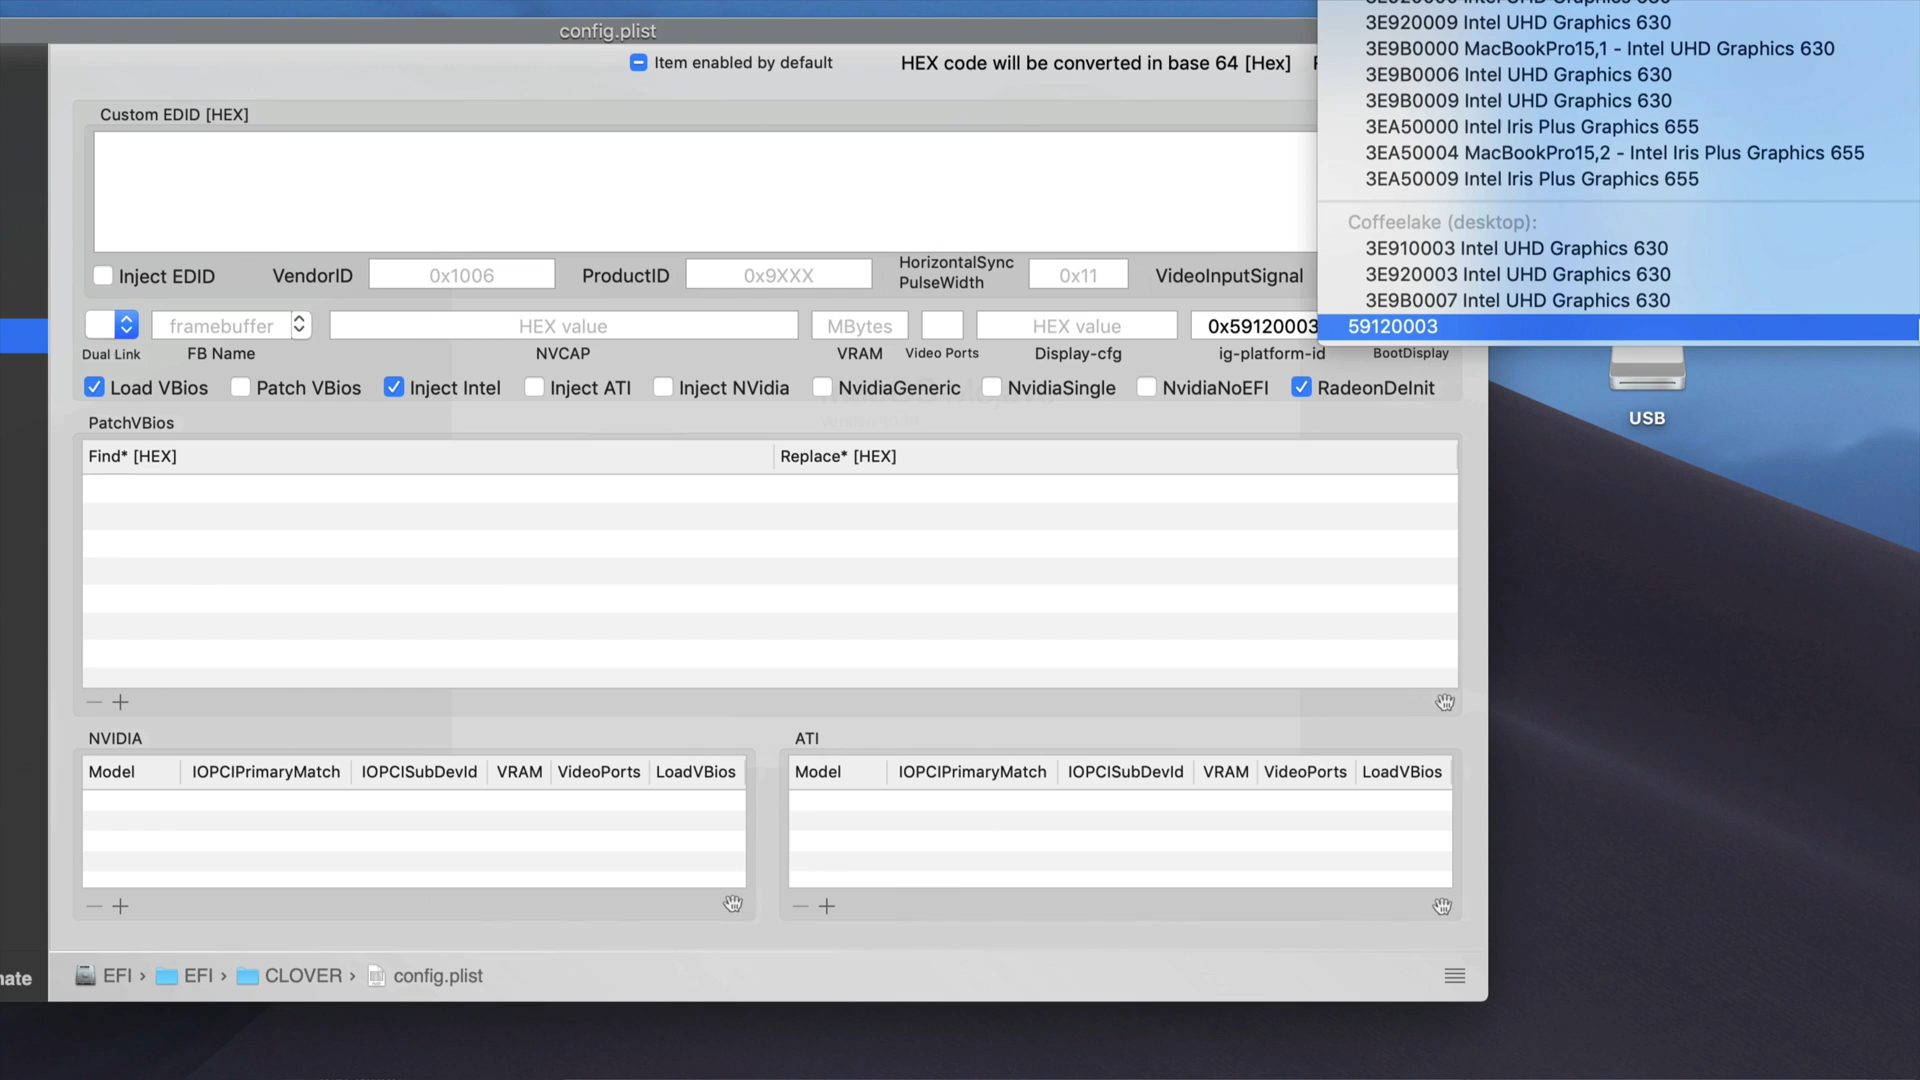 config.plist
Item enabled by default
HEX code will be converted in base 64 [Hex]
3E920009 Intel UHD Graphics 630
3E9B0000 MacBookPro15,1 - Intel UHD Graphics 630
3E9B0006 Intel UHD Graphics 630
3E9B0009 Intel UHD Graphics 630
3EA50000 Intel Iris Plus Graphics 655
3EA50004 MacBookPro15,2 - Intel Iris Plus Graphics 655
3EA50009 Intel Iris Plus Graphics 655
Coffeelake (desktop):
3E910003 Intel UHD Graphics 630
3E920003 Intel UHD Graphics 630
3E9B0007 Intel UHD Graphics 630
59120003
Custom EDID [HEX]
Inject EDID VendorID 0x1006 ProductID 0x9XXX HorizontalSync PulseWidth 0x11 VideoInputSignal
framebuffer HEX value MBytes HEX value 0x59120003
Dual Link FB Name NVCAP VRAM Video Ports Display-cfg ig-platform-id BootDisplay
Load VBios Patch VBios Inject Intel Inject ATI Inject NVidia NvidiaGeneric NvidiaSingle NvidiaNoEFI RadeonDeInit
USB
PatchVBios
Find* [HEX] Replace* [HEX]
NVIDIA
Model IOPCIPrimaryMatch IOPCISubDevId VRAM VideoPorts LoadVBios
ATI
Model IOPCIPrimaryMatch IOPCISubDevId VRAM VideoPorts LoadVBios
EFI › EFI › CLOVER › config.plist